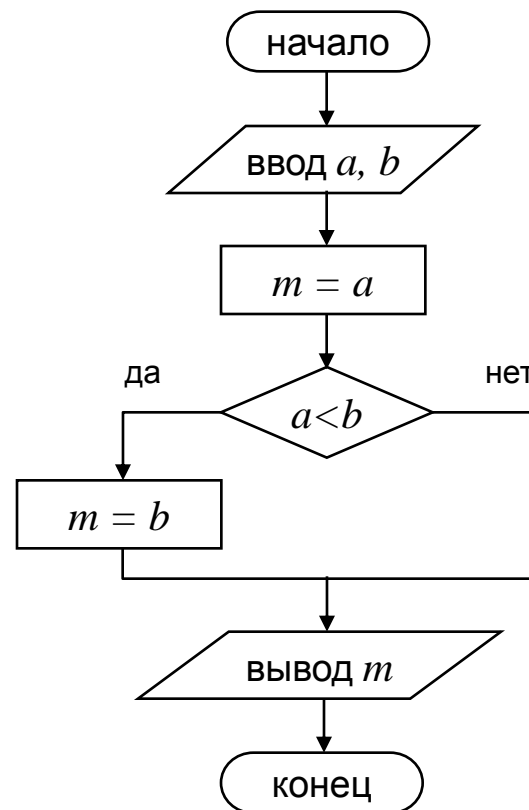 начало
ввод a, b
m = a
да
нет
a<b
m = b
вывод m
конец